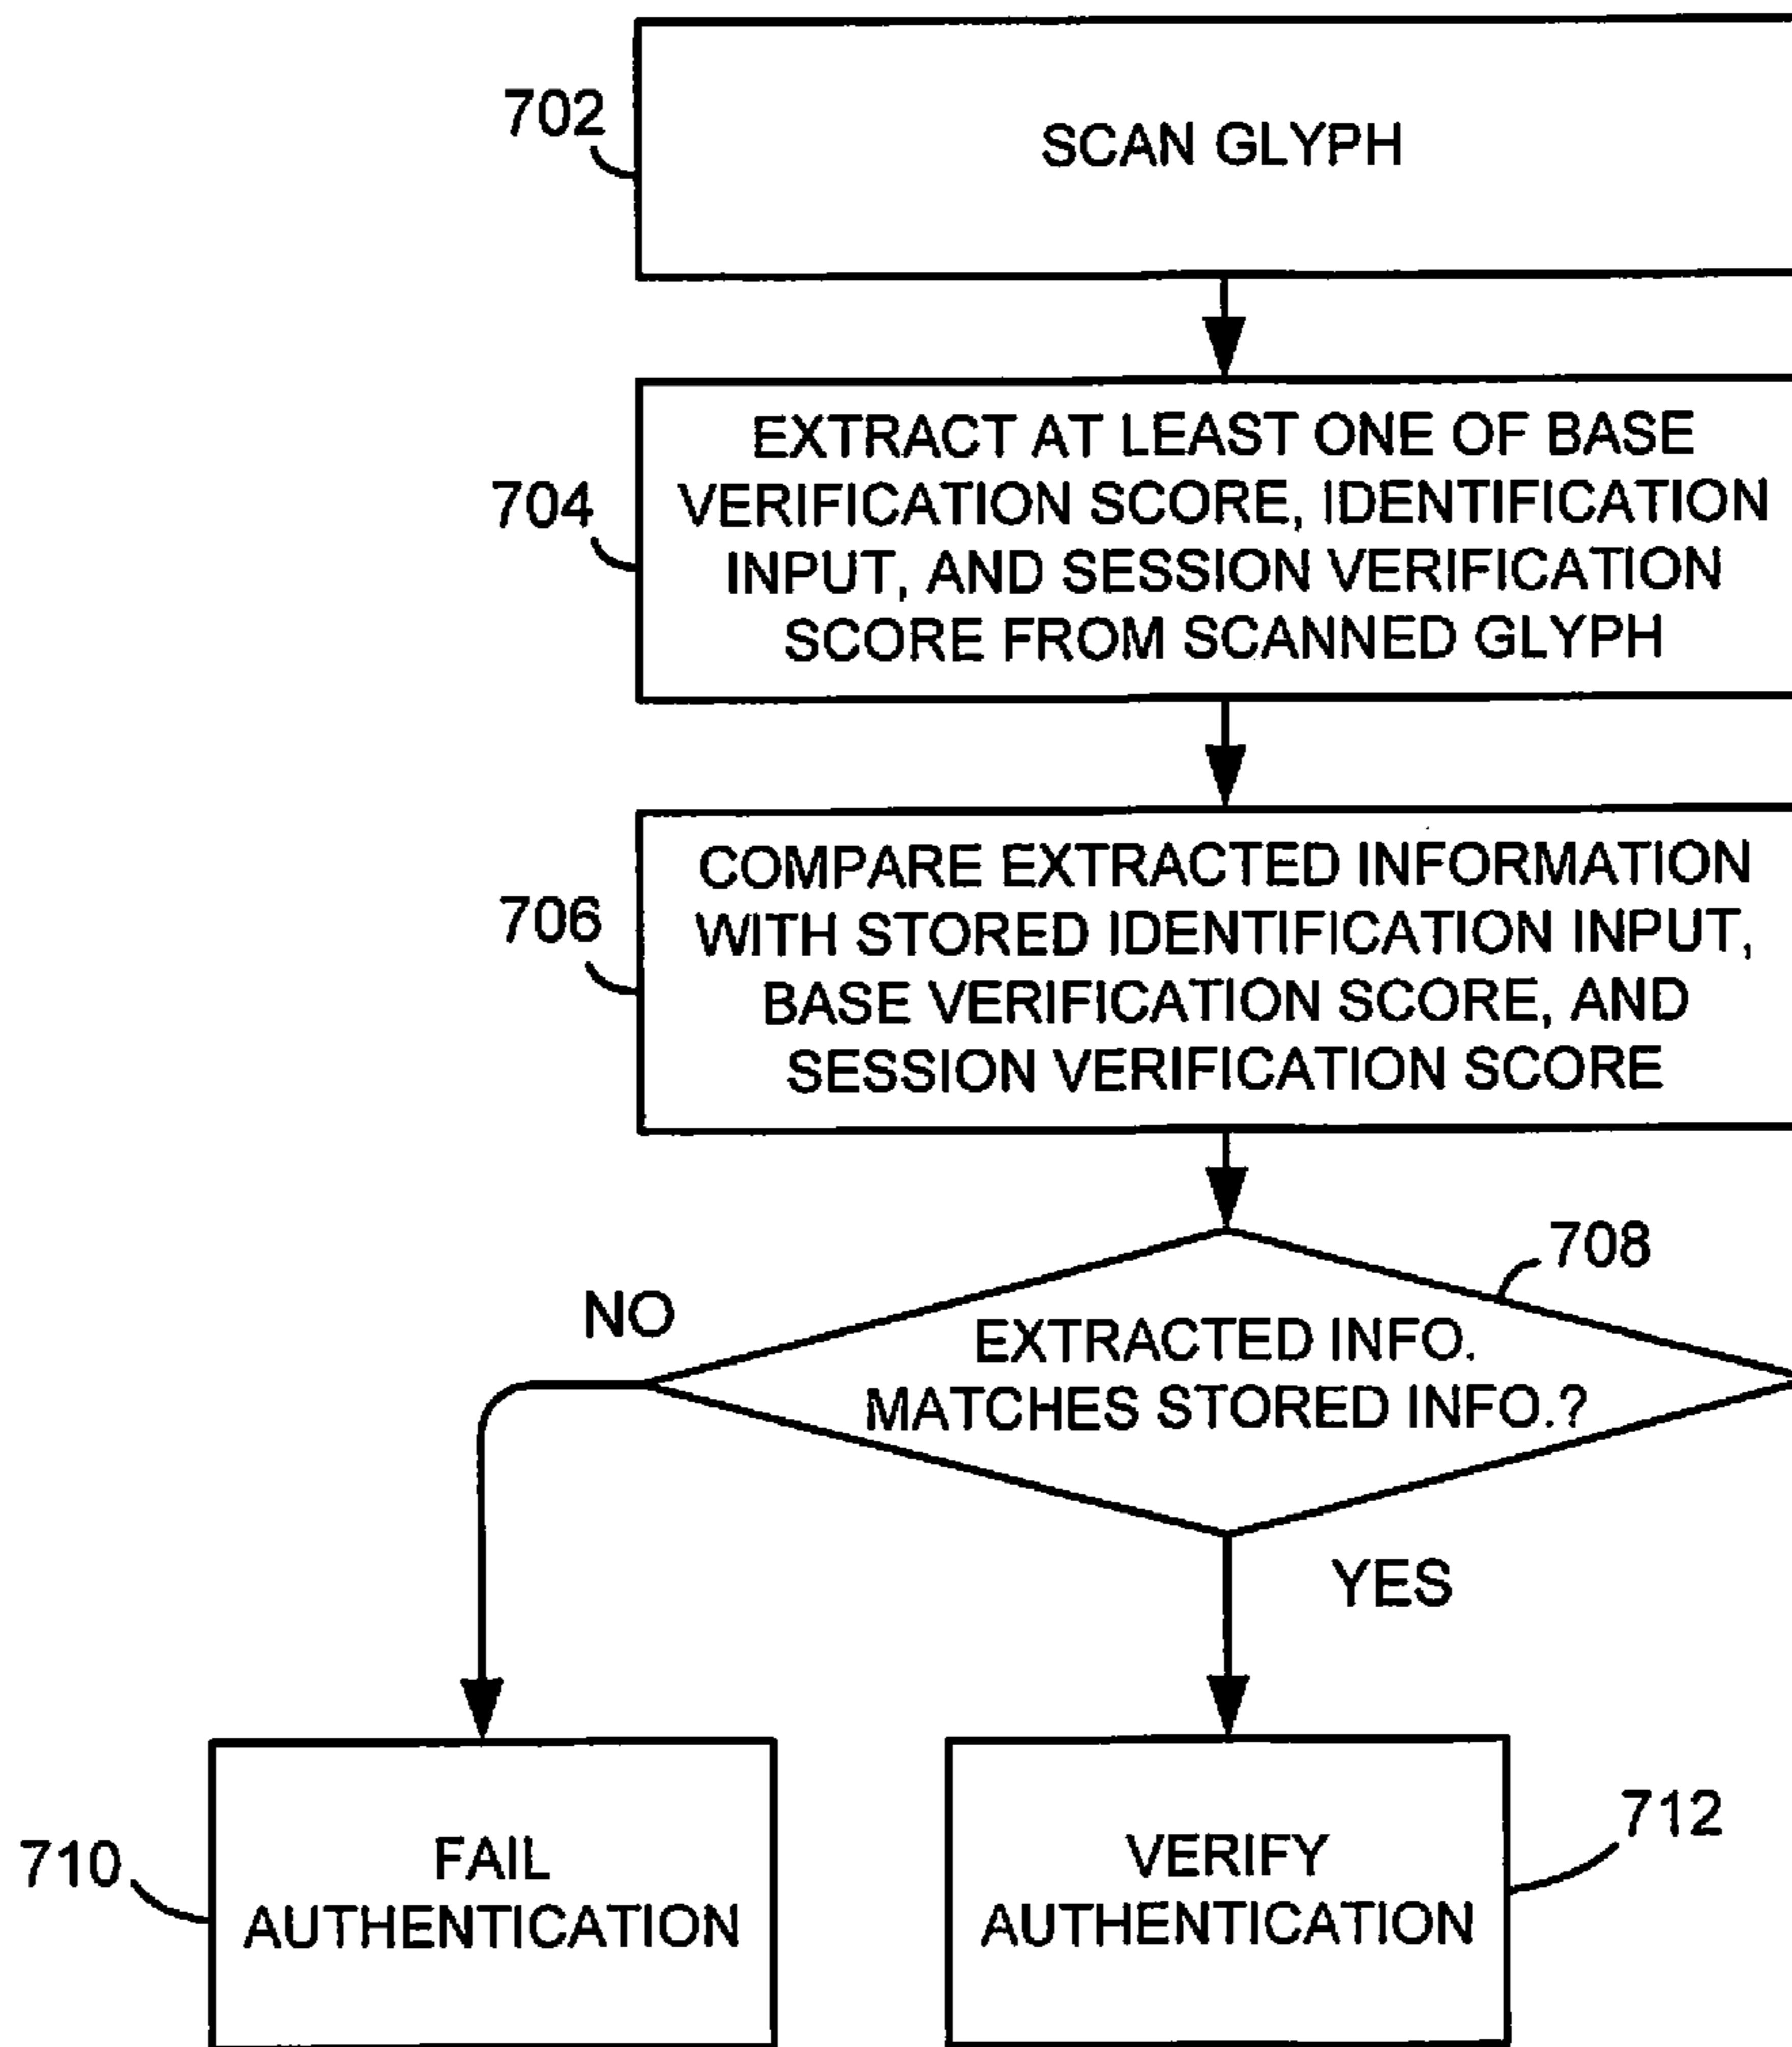 702
SCAN GLYPH
704
EXTRACT AT LEAST ONE OF BASE
VERIFICATION SCORE, IDENTIFICATION
INPUT, AND SESSION VERIFICATION
SCORE FROM SCANNED GLYPH
706
COMPARE EXTRACTED INFORMATION
WITH STORED IDENTIFICATION INPUT,
BASE VERIFICATION SCORE, AND
SESSION VERIFICATION SCORE
708
NO
EXTRACTED INFO.
MATCHES STORED INFO.?
YES
710
FAIL
AUTHENTICATION
712
VERIFY
AUTHENTICATION